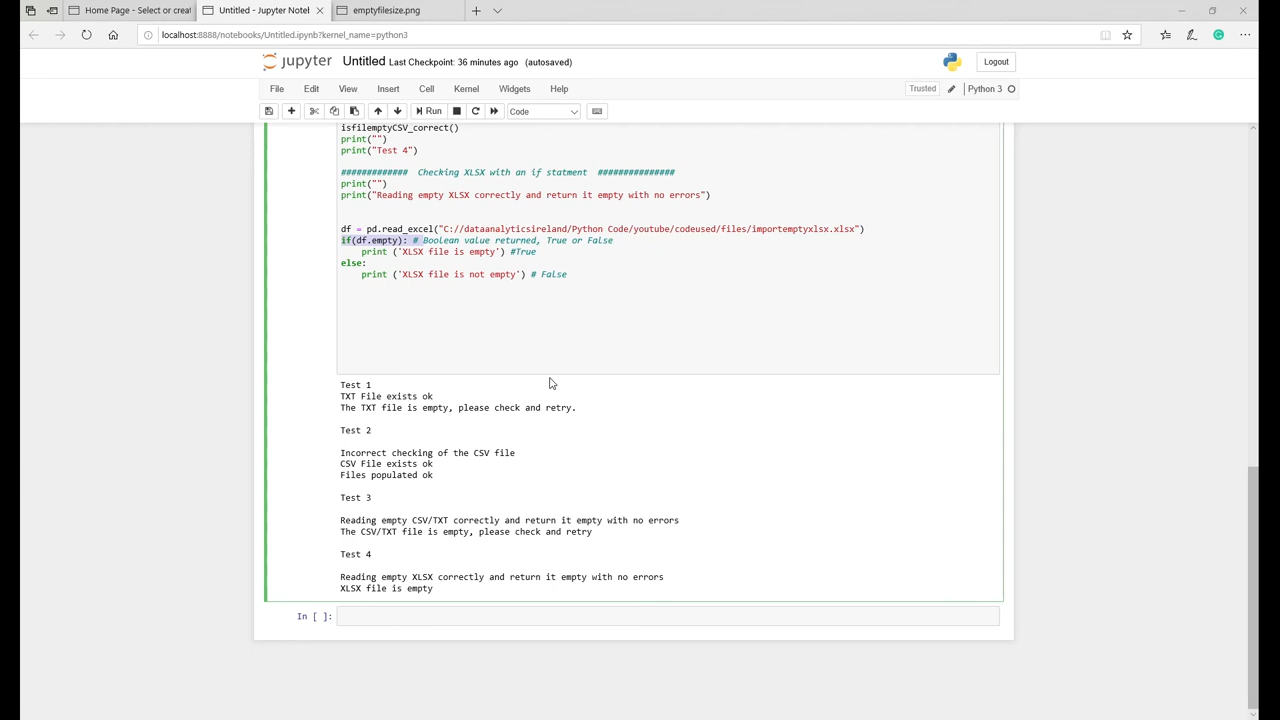 Home Page - Select or creat
Untitled - Jupyter Noteb
emptyfilesize.png
localhost:8888/notebooks/Untitled.ipynb?kernel_name=python3
jupyter Untitled Last Checkpoint: 36 minutes ago (autosaved)
Logout
File Edit View Insert Cell Kernel Widgets Help
Trusted
Python 3
Run
Code
isfilemptyCSV_correct()
print("")
print("Test 4")
############# Checking XLSX with an if statment ###############
print("")
print("Reading empty XLSX correctly and return it empty with no errors")
df = pd.read_excel("C://dataanalyticsireland/Python Code/youtube/codeused/files/importemptyxlsx.xlsx")
if(df.empty): # Boolean value returned, True or False
print ('XLSX file is empty') #True
else:
print ('XLSX file is not empty') # False
Test 1
TXT File exists ok
The TXT file is empty, please check and retry.
Test 2
Incorrect checking of the CSV file
CSV File exists ok
Files populated ok
Test 3
Reading empty CSV/TXT correctly and return it empty with no errors
The CSV/TXT file is empty, please check and retry
Test 4
Reading empty XLSX correctly and return it empty with no errors
XLSX file is empty
In [ ]: